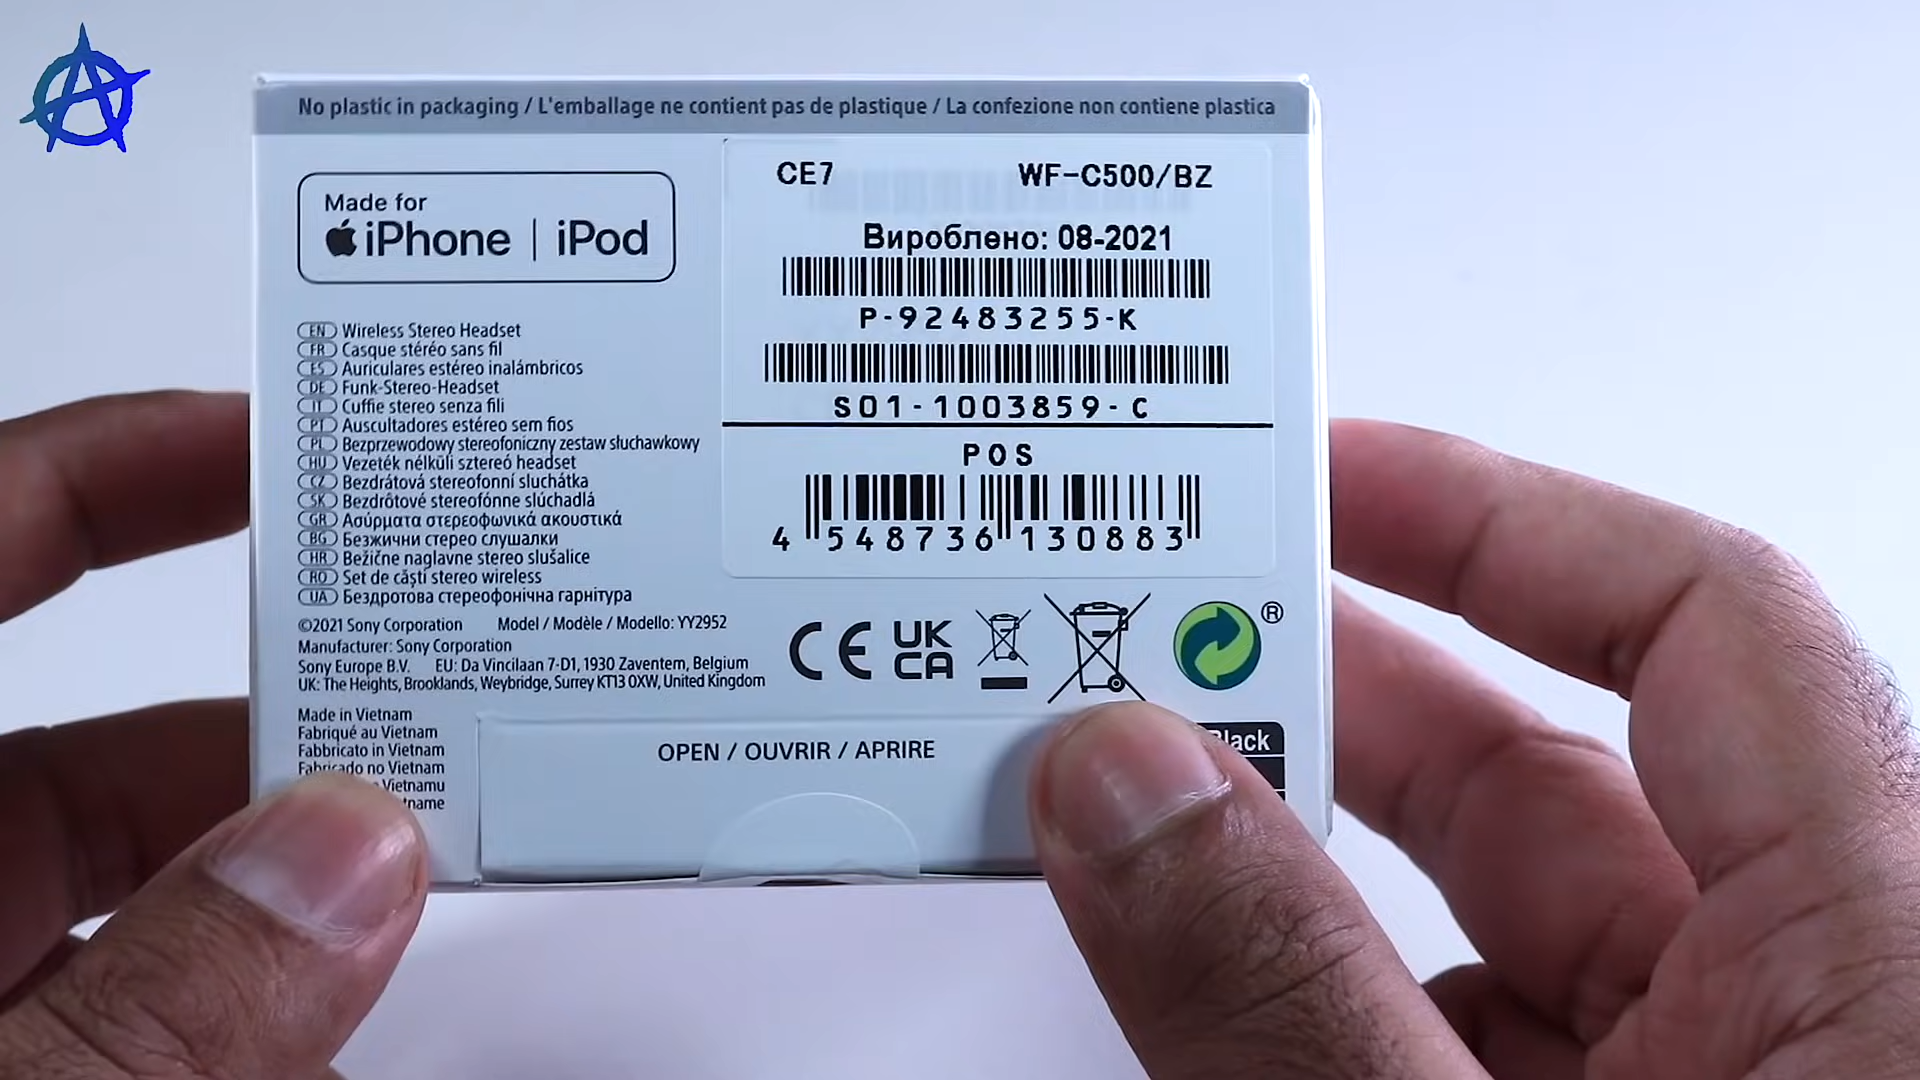 No plastic in packaging / L'emballage ne contient pas de plastique / La confezione non contiene plastica
Made for
iPhone | iPod
CE7 WF-C500/BZ
Вироблено: 08-2021
P-92483255-K
S01-1003859-C
POS
4 548736 130883
EN Wireless Stereo Headset
FR Casque stéréo sans fil
ES Auriculares estéreo inalámbricos
DE Funk-Stereo-Headset
IT Cuffie stereo senza fili
PT Auscultadores estéreo sem fios
PL Bezprzewodowy stereofoniczny zestaw słuchawkowy
HU Vezeték nélküli sztereó headset
CZ Bezdrátová stereofonní sluchátka
SK Bezdrôtové stereofónne slúchadlá
GR Ασύρματα στερεοφωνικά ακουστικά
BG Безжични стерео слушалки
HR Bežične naglavne stereo slušalice
RO Set de căști stereo wireless
UA Бездротова стереофонічна гарнітура
©2021 Sony Corporation Model / Modèle / Modello: YY2952
Manufacturer: Sony Corporation
Sony Europe B.V. EU: Da Vincilaan 7-D1, 1930 Zaventem, Belgium
UK: The Heights, Brooklands, Weybridge, Surrey KT13 0XW, United Kingdom
CE UK
CA
®
Made in Vietnam
Fabriqué au Vietnam
Fabbricato in Vietnam
Fabricado no Vietnam
Vietnamu
OPEN / OUVRIR / APRIRE
Black